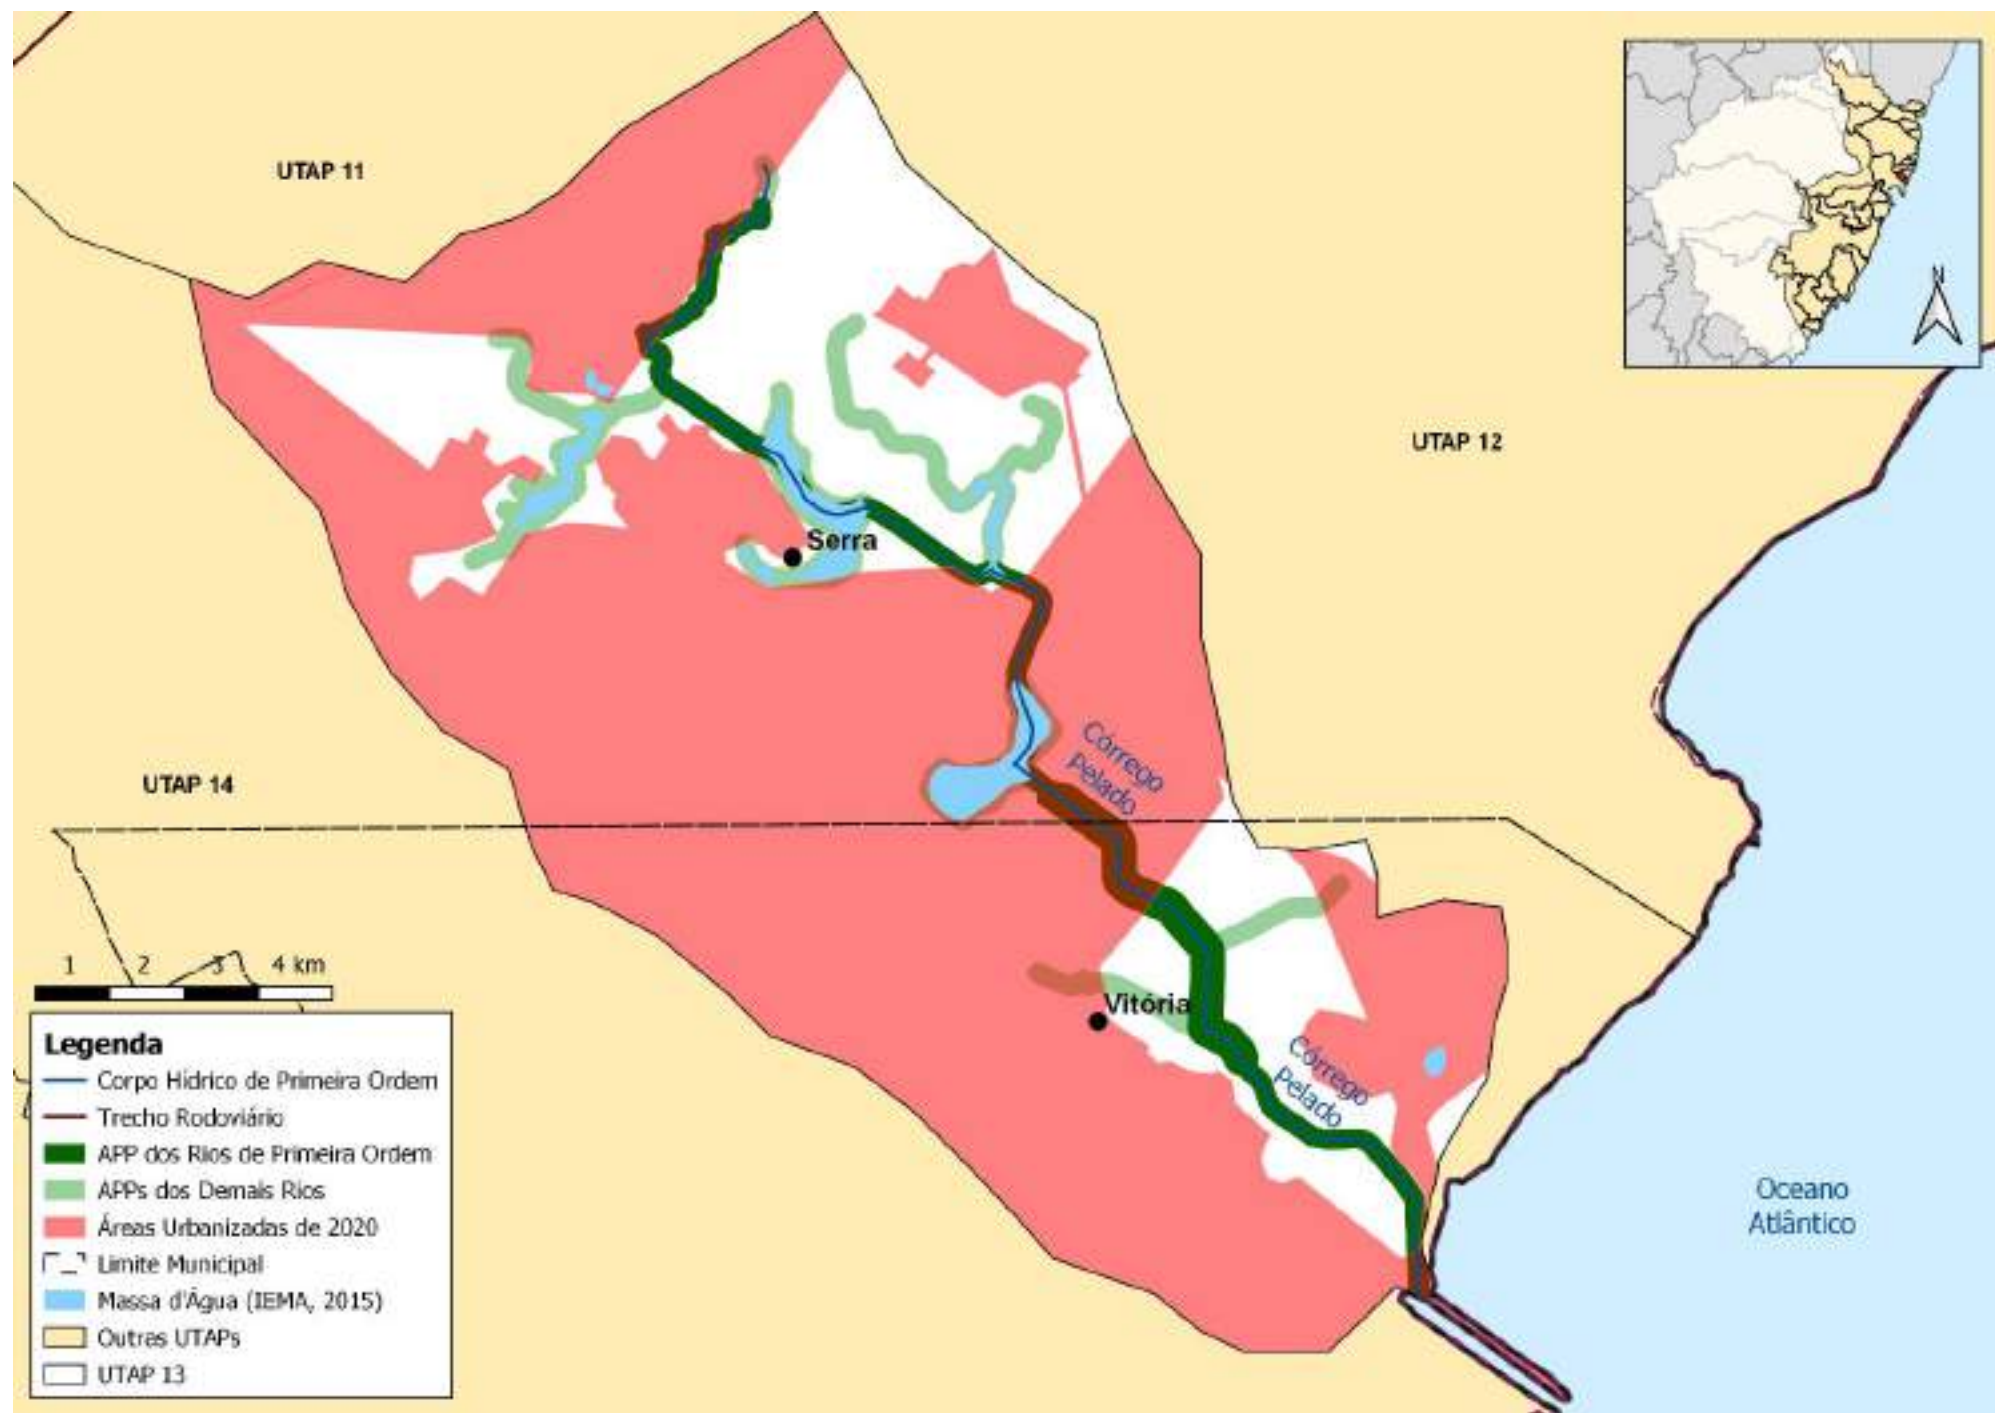 UTAP 11
N
UTAP 12
Serra
Córrego
Pelado
UTAP 14
1 2 3 4 km
Vitória
Córrego
Pelado
Oceano
Atlântico
Legenda
Corpo Hídrico de Primeira Ordem
Trecho Rodoviário
APP dos Rios de Primeira Ordem
APPs dos Demais Rios
Áreas Urbanizadas de 2020
Limite Municipal
Massa d'Água (IEMA, 2015)
Outras UTAPs
UTAP 13